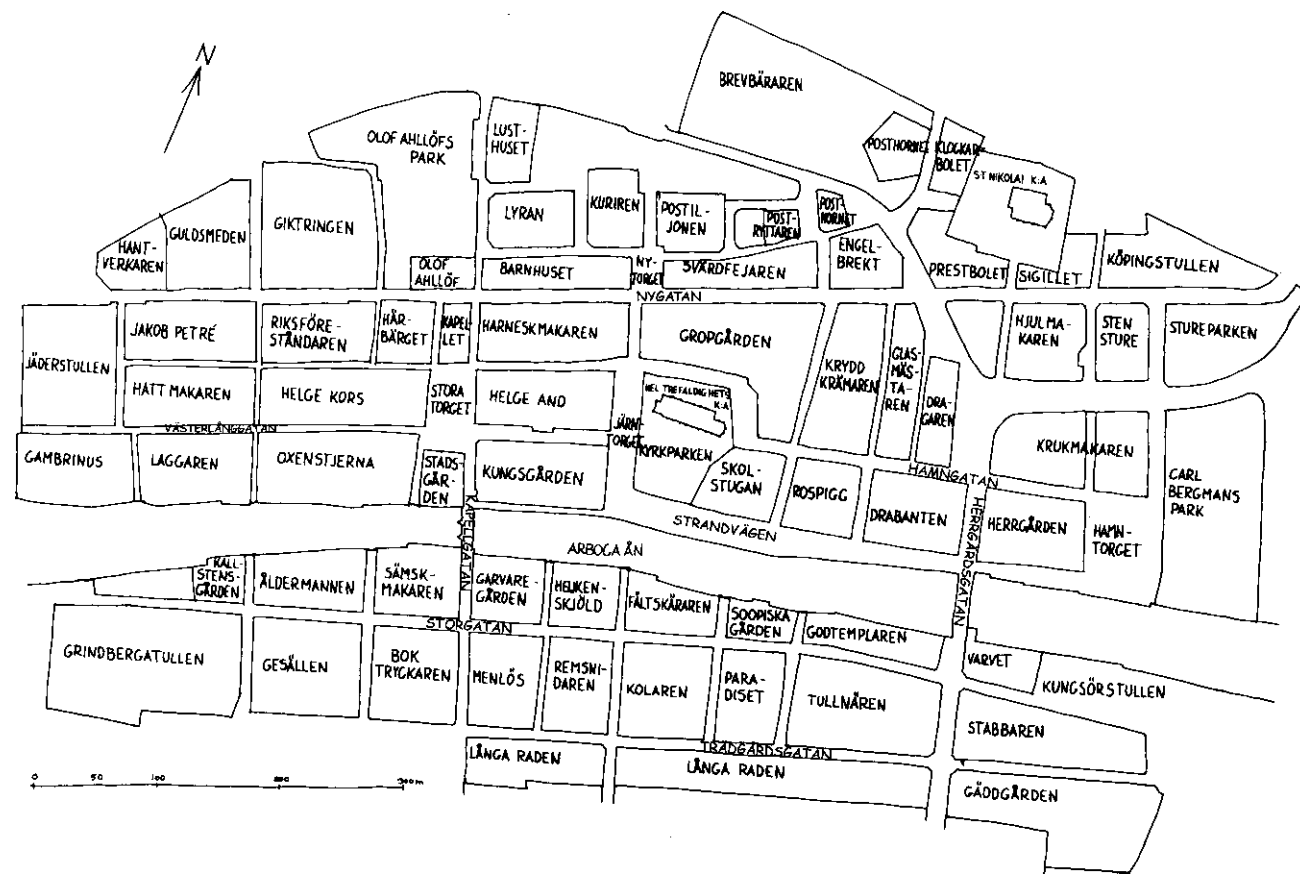 N
BREVBÄRAREN
OLOF AHLLÖFS
PARK
LUST-
HUSET
POSTHORNET
KLOCKAR-
BOLET
ST NIKOLAI K:A
HANT-
VERKAREN
GULDSMEDEN
GIKTRINGEN
LYRAN
KURIREN
POSTIL-
JONEN
POST-
RYTTAREN
POST-
HORNET
ENGEL-
BREKT
PRESTBOLET
SIGILLET
KÖPINGSTULLEN
OLOF
AHLLÖF
BARNHUSET
NY-
TORGET
SVÄRDFEJAREN
NYGATAN
JÄDERSTULLEN
JAKOB PETRÉ
RIKSFÖRE-
STÅNDAREN
HÄR-
BÄRGET
KAPEL-
LET
HARNESKMAKAREN
GROPGÅRDEN
KRYDD
KRÄMAREN
GLAS-
MÄS-
TA-
REN
DRA-
GAREN
HJULMA-
KAREN
STEN
STURE
STUREPARKEN
HATTMAKAREN
HELGE KORS
STORA
TORGET
HELGE AND
JÄRN-
TORGET
HEL TREFALDIGHETS
K:A
KYRKPARKEN
VÄSTERLÅNGGATAN
GAMBRINUS
LAGGAREN
OXENSTJERNA
STADS-
GÅR-
DEN
KUNGSGÅRDEN
SKOL-
STUGAN
ROSPIGG
HAMNGATAN
DRABANTEN
KRUKMAKAREN
HERRGÅRDEN
HAMN-
TORGET
CARL
BERGMANS
PARK
KAPELLGATAN
STRANDVÄGEN
HERRGÅRDSGATAN
ARBOGA ÅN
KALL-
STENS-
GÅRDEN
ÅLDERMANNEN
SÄMSK-
MAKAREN
GARVARE-
GÅRDEN
HEUKEN-
SKJÖLD
FÄLTSKÄRAREN
SOOPISKA
GÅRDEN
GODTEMPLAREN
STORGATAN
GRINDBERGATULLEN
GESÄLLEN
BOK
TRYCKAREN
MENLÖS
REMSNI-
DAREN
KOLAREN
PARA-
DISET
TULLNÄREN
VARVET
KUNGSÖRSTULLEN
STABBAREN
TRÄDGÅRDSGATAN
LÅNGA RADEN
LÅNGA RADEN
GÄDDGÅRDEN
0 50 100 200 300m